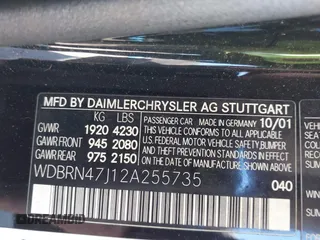 MFD BY DAIMLERCHRYSLER AG STUTTGART
KG LBS
GVWR 1920 4230
GAWR FRONT 945 2080
GAWR REAR 975 2150
PASSENGER CAR MADE IN GERMANY 10/01
THIS VEHICLE CONFORMS TO ALL
APPLICABLE U.S. FEDERAL MOTOR
VEHICLE SAFETY, BUMPER, AND
THEFT PREVENTION STANDARDS
IN EFFECT ON THE DATE OF
MANUFACTURE SHOWN ABOVE.
WDBRN47J12A255735
040